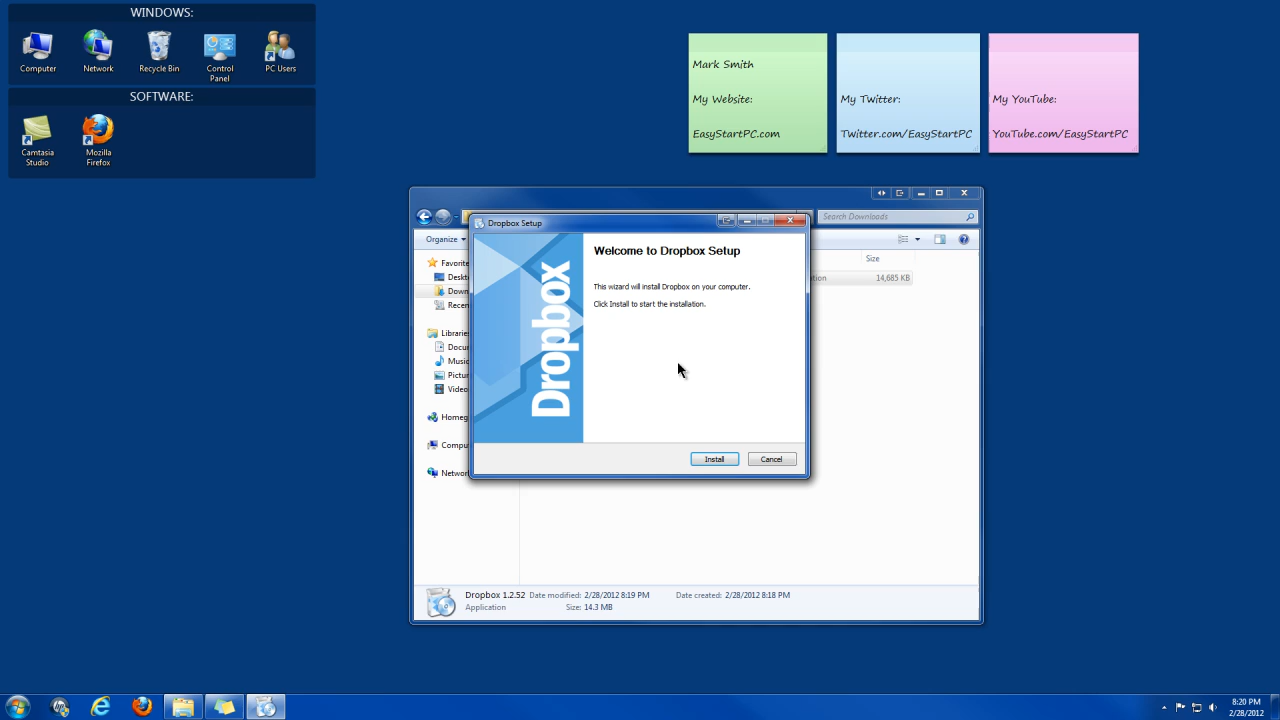 WINDOWS:
Computer
Network
Recycle Bin
Control
Panel
PC Users
SOFTWARE:
Camtasia
Studio
Mozilla
Firefox
Mark Smith
My Website:
EasyStartPC.com
My Twitter:
Twitter.com/EasyStartPC
My YouTube:
YouTube.com/EasyStartPC
Search Downloads
Organize
Size
14,685 KB
Favorite
Deskt
Down
Recen
Librarie
Docu
Music
Pictur
Video
Homeg
Compu
Networ
Dropbox Setup
Dropbox
Welcome to Dropbox Setup
This wizard will install Dropbox on your computer.
Click Install to start the installation.
Install
Cancel
Dropbox 1.2.52 Date modified: 2/28/2012 8:19 PM Date created: 2/28/2012 8:18 PM
Application Size: 14.3 MB
8:20 PM
2/28/2012